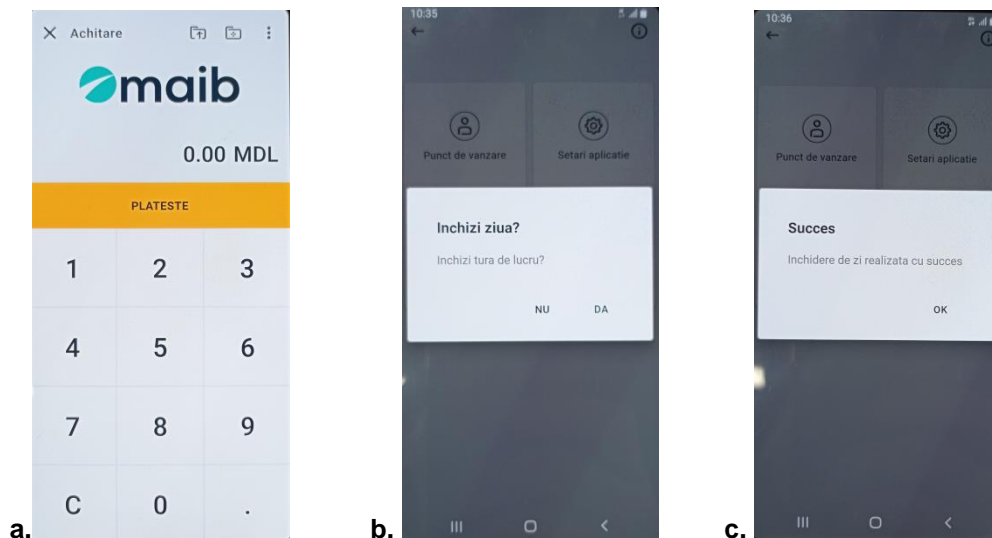 Achitare
maib
0.00 MDL
PLATESTE
1 2 3
4 5 6
7 8 9
C 0 .
a.
10:35
Punct de vanzare Setari aplicatie
Inchizi ziua?
Inchizi tura de lucru?
NU DA
b.
10:36
Punct de vanzare Setari aplicatie
Succes
Inchidere de zi realizata cu succes
OK
c.